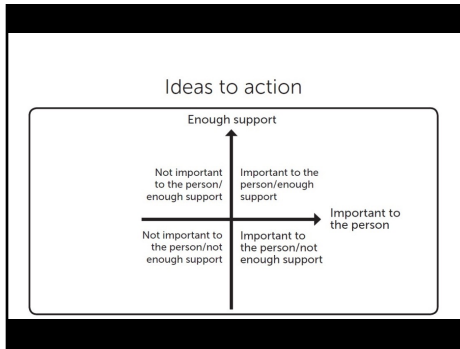 Ideas to action
Enough support
Not important
to the person/
enough support
Important to the
person/enough
support
Important to
the person
Not important to
the person/not
enough support
Important to
the person/not
enough support